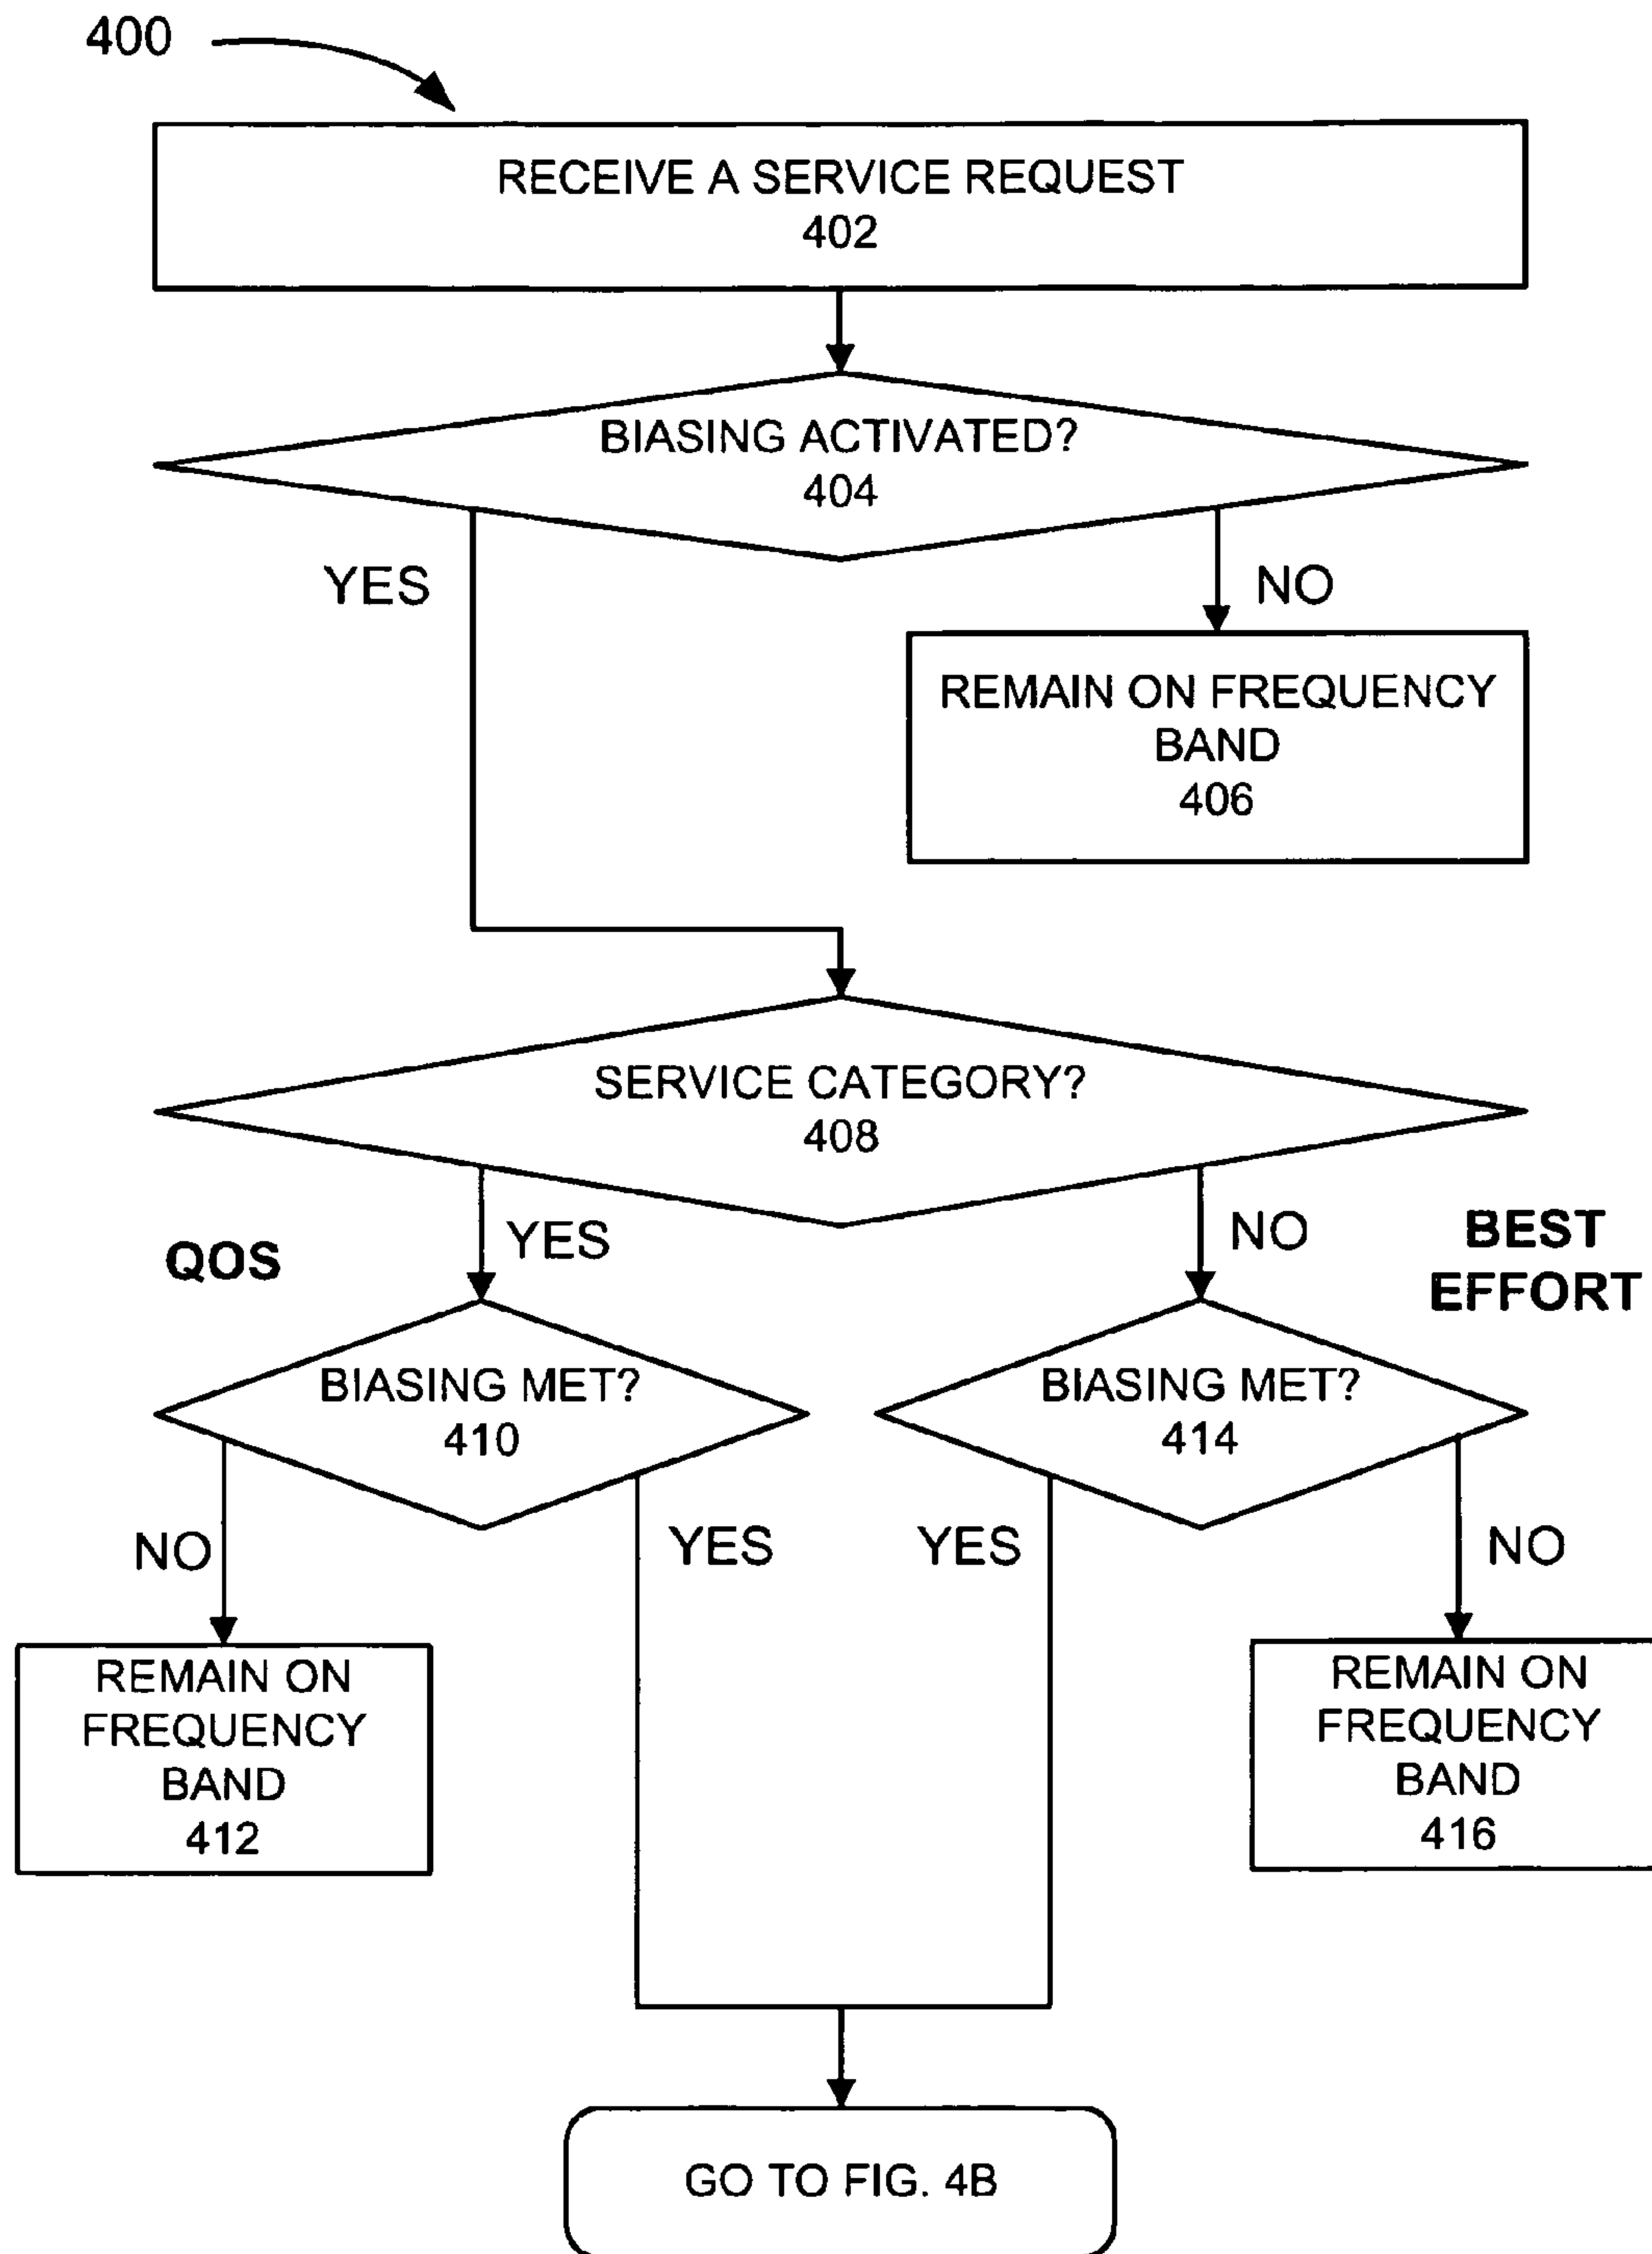 400
RECEIVE A SERVICE REQUEST
402
BIASING ACTIVATED?
404
YES
NO
REMAIN ON FREQUENCY
BAND
406
SERVICE CATEGORY?
408
QOS
YES
NO
BEST
EFFORT
BIASING MET?
410
BIASING MET?
414
NO
YES
YES
NO
REMAIN ON
FREQUENCY
BAND
412
REMAIN ON
FREQUENCY
BAND
416
GO TO FIG. 4B